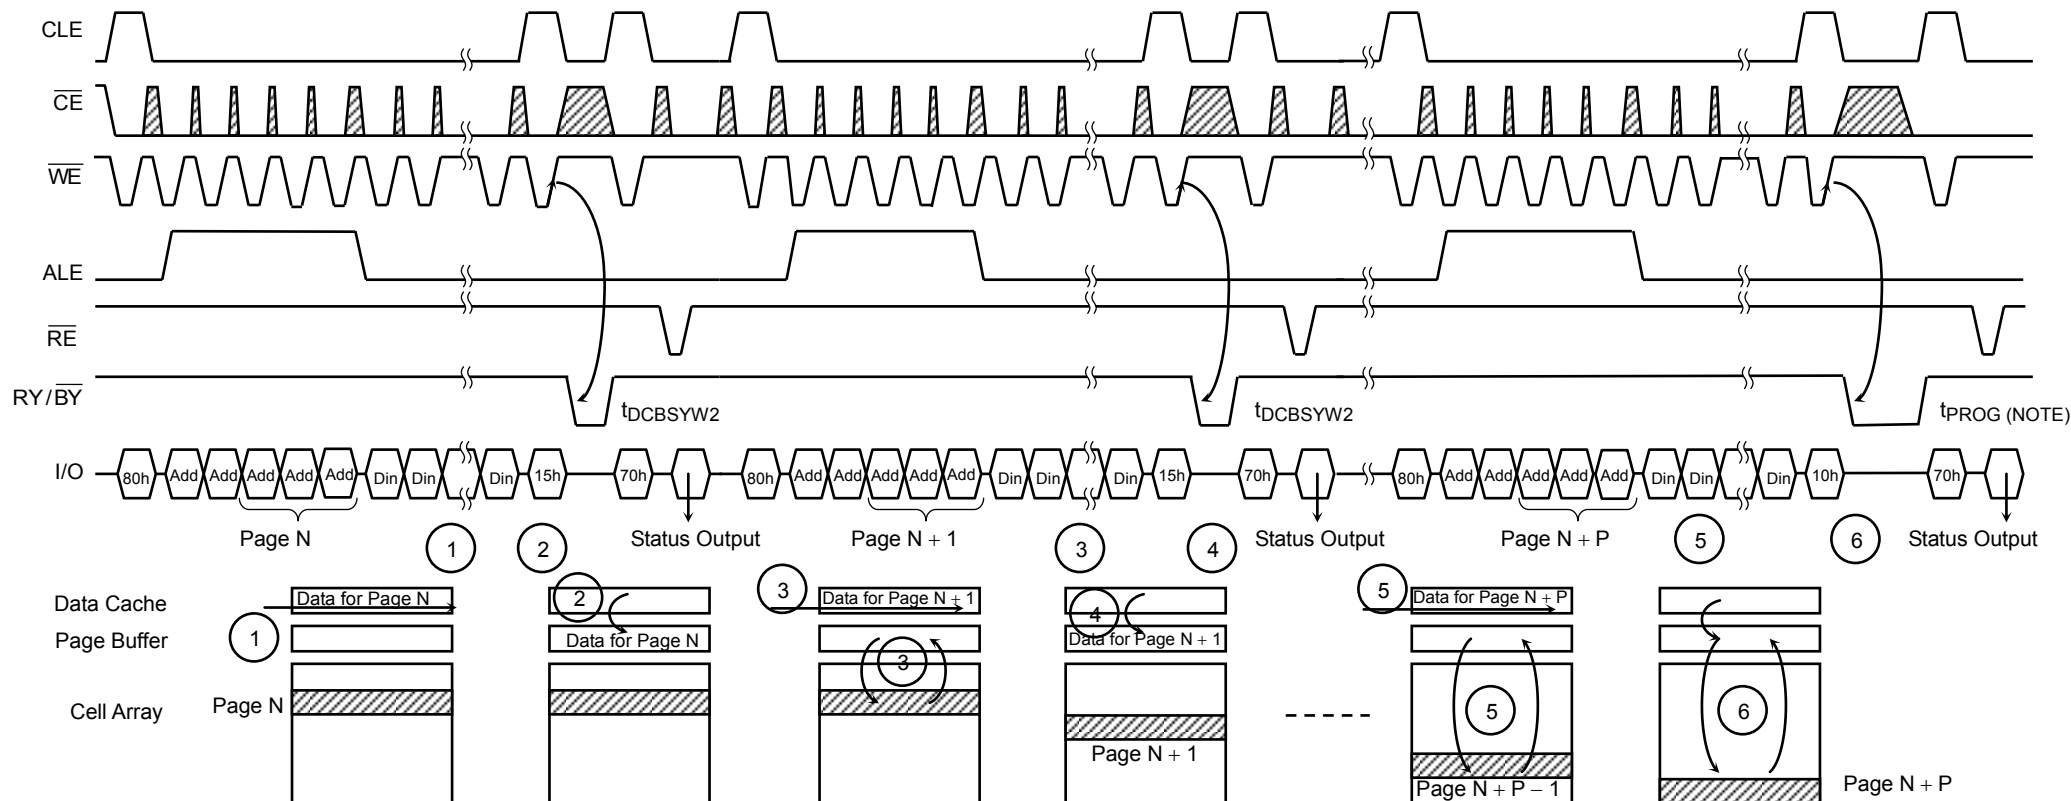 CLE
CE
WE
ALE
RE
RY/BY
tDCBSYW2 tDCBSYW2 tPROG (NOTE)
I/O 80h Add Add Add Add Add Din Din Din 15h 70h 80h Add Add Add Add Add Din Din Din 15h 70h 80h Add Add Add Add Add Din Din Din 10h 70h
Page N 1 2 Status Output Page N + 1 3 4 Status Output Page N + P 5 6 Status Output
Data Cache Data for Page N 2 3 Data for Page N + 1 4 5 Data for Page N + P
Page Buffer 1 Data for Page N 3 Data for Page N + 1
Cell Array Page N 5 6
Page N + 1
Page N + P − 1 Page N + P